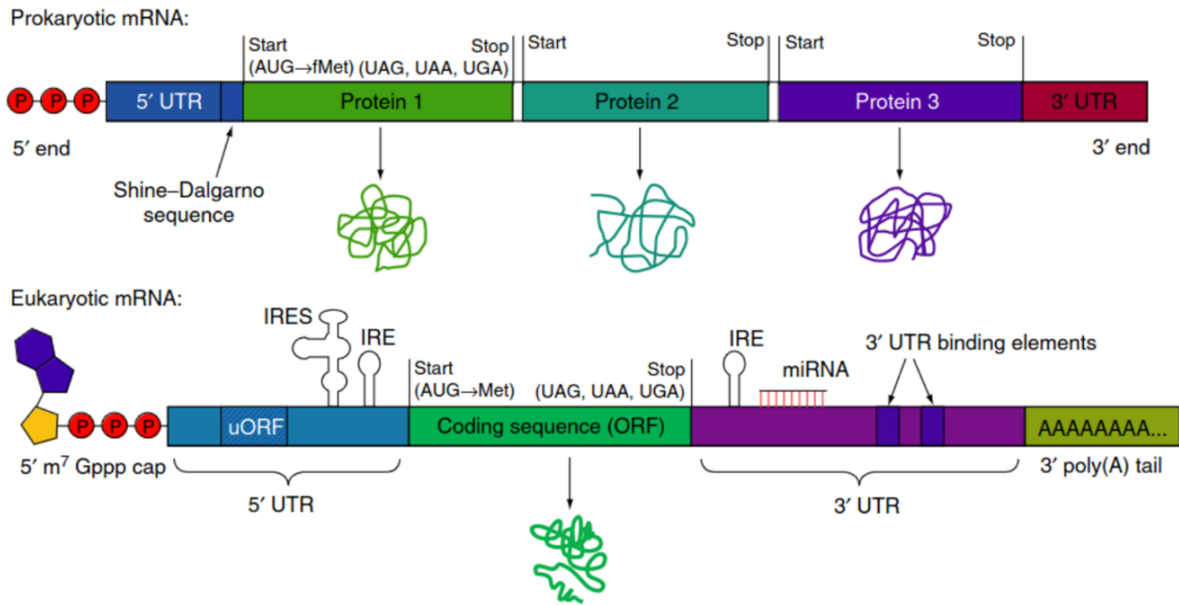 Prokaryotic mRNA:
Start
Stop
Start
Stop
Start
Stop
(AUG→fMet) (UAG, UAA, UGA)
P P P
5′ UTR
Protein 1
Protein 2
Protein 3
3′ UTR
5′ end
3′ end
Shine–Dalgarno
sequence
Eukaryotic mRNA:
IRES
IRE
IRE
3′ UTR binding elements
miRNA
Start
Stop
(AUG→Met)
(UAG, UAA, UGA)
P P P
uORF
Coding sequence (ORF)
AAAAAAAA...
5′ m⁷ Gppp cap
3′ poly(A) tail
5′ UTR
3′ UTR